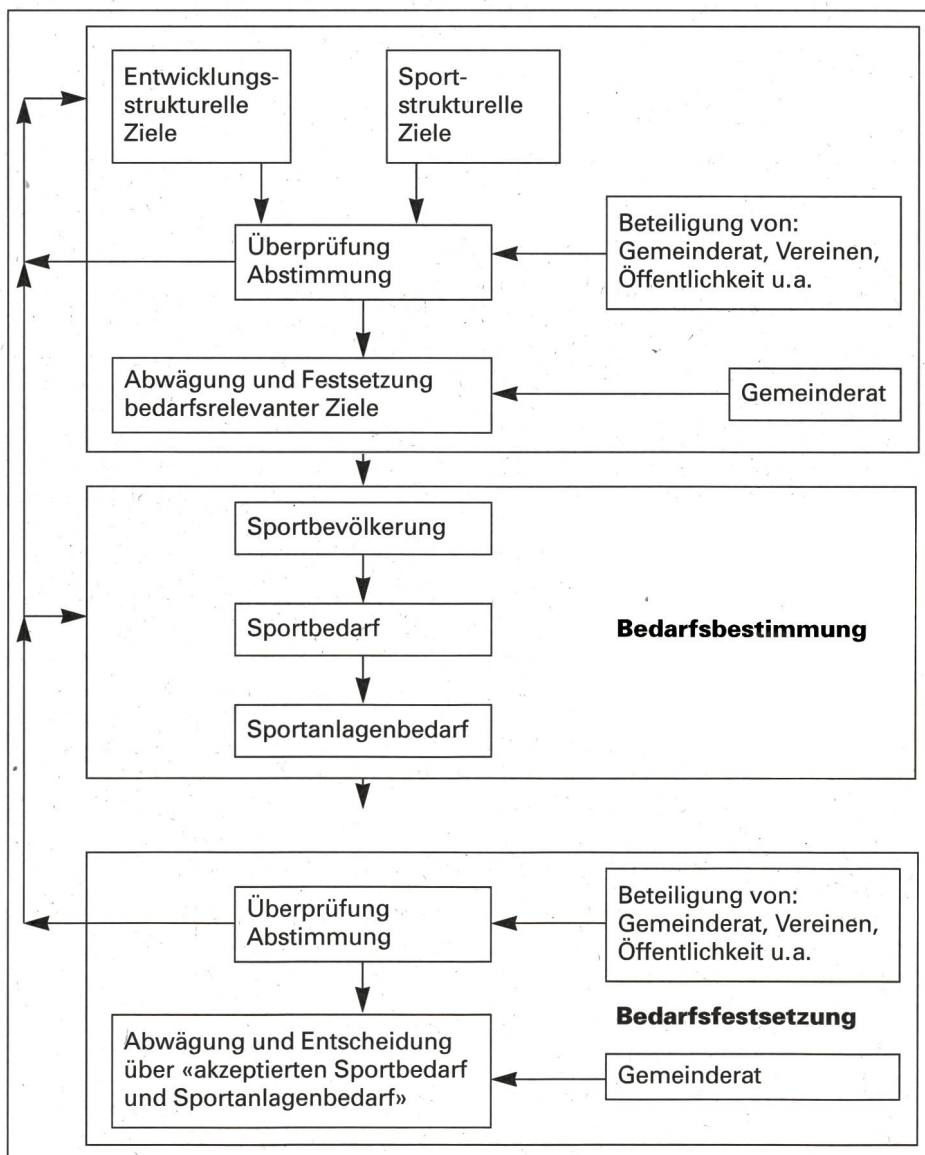 Entwicklungs-
strukturelle
Ziele
Sport-
strukturelle
Ziele
Überprüfung
Abstimmung
Beteiligung von:
Gemeinderat, Vereinen,
Öffentlichkeit u.a.
Abwägung und Festsetzung
bedarfsrelevanter Ziele
Gemeinderat
Sportbevölkerung
Sportbedarf
Bedarfsbestimmung
Sportanlagenbedarf
Überprüfung
Abstimmung
Beteiligung von:
Gemeinderat, Vereinen,
Öffentlichkeit u.a.
Bedarfsfestsetzung
Abwägung und Entscheidung
über «akzeptierten Sportbedarf
und Sportanlagenbedarf»
Gemeinderat